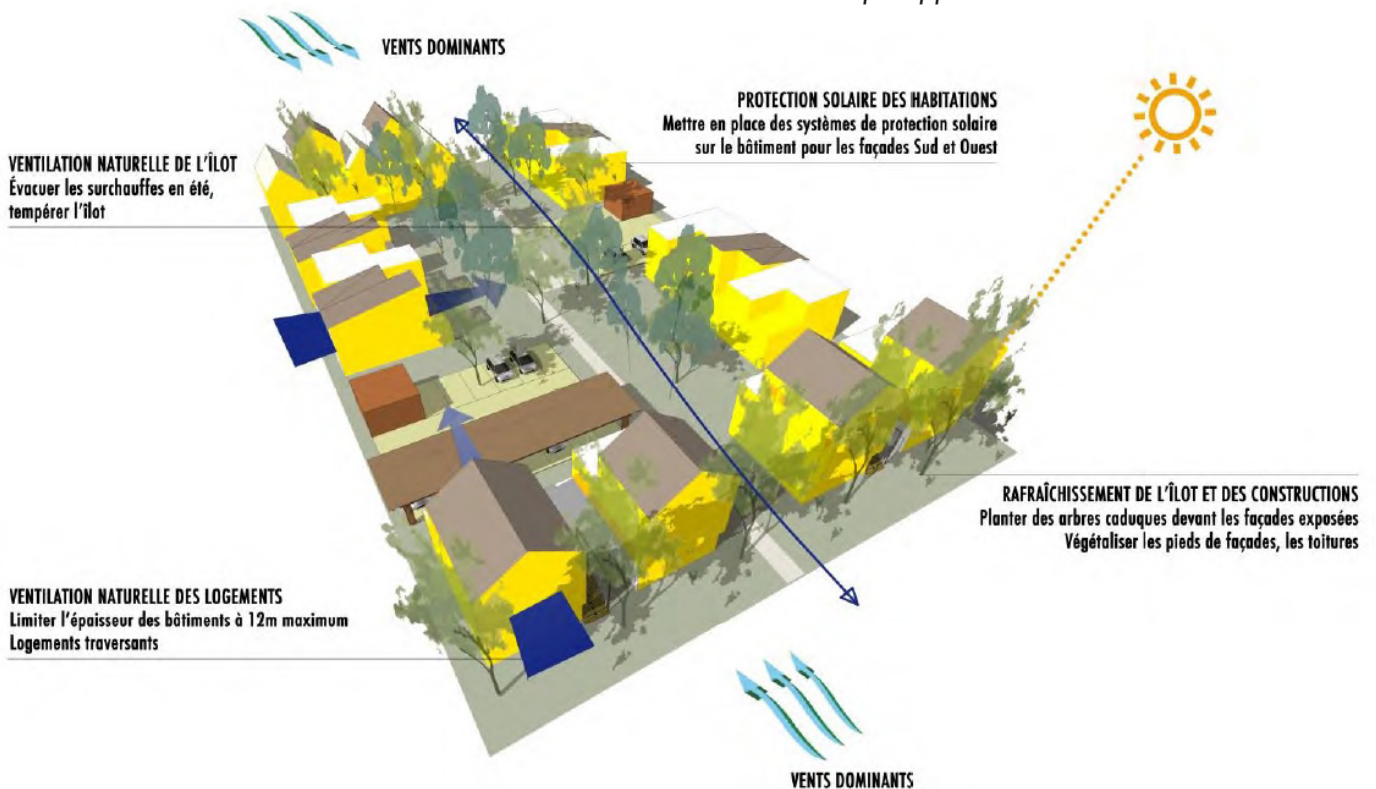 VENTS DOMINANTS
PROTECTION SOLAIRE DES HABITATIONS
Mettre en place des systèmes de protection solaire
sur le bâtiment pour les façades Sud et Ouest
VENTILATION NATURELLE DE L'ÎLOT
Évacuer les surchauffes en été,
tempérer l'îlot
RAFRAÎCHISSEMENT DE L'ÎLOT ET DES CONSTRUCTIONS
Planter des arbres caduques devant les façades exposées
Végétaliser les pieds de façades, les toitures
VENTILATION NATURELLE DES LOGEMENTS
Limiter l'épaisseur des bâtiments à 12m maximum
Logements traversants
VENTS DOMINANTS